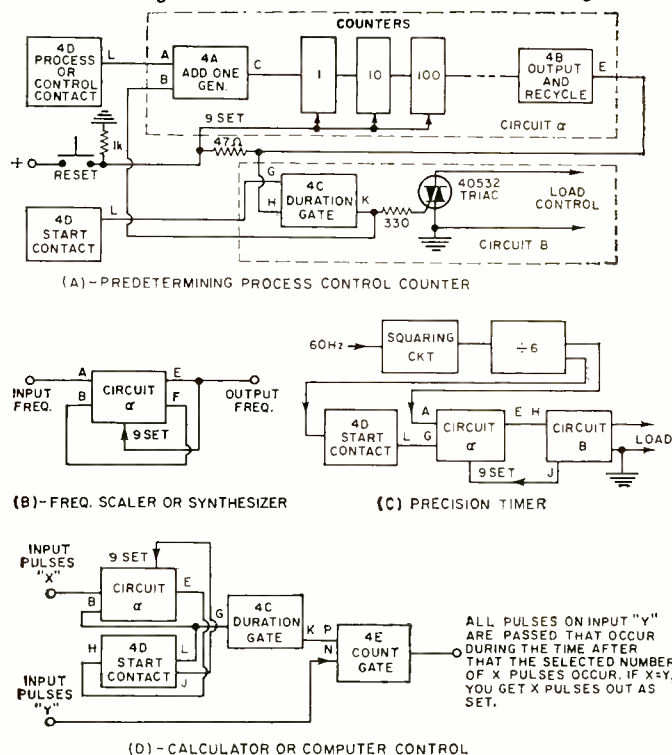 COUNTERS
4D PROCESS OR CONTROL CONTACT
L
A
B
4A ADD ONE GEN.
C
1
10
100
4B OUTPUT AND RECYCLE
E
9 SET
CIRCUIT α
1k
47Ω
+
RESET
G
H
4C DURATION GATE
K
40532 TRIAC
LOAD CONTROL
4D START CONTACT
L
330
CIRCUIT B
(A)-PREDETERMINING PROCESS CONTROL COUNTER
60Hz
SQUARING CKT
÷6
A
B
CIRCUIT α
E
F
INPUT FREQ.
OUTPUT FREQ.
9 SET
4D START CONTACT
L
A
G
CIRCUIT α
E
H
CIRCUIT B
LOAD
9 SET
J
(B)-FREQ. SCALER OR SYNTHESIZER
(C) PRECISION TIMER
INPUT PULSES "X"
9 SET
CIRCUIT α
E
B
G
4C DURATION GATE
K
P
N
4E COUNT GATE
H
4D START CONTACT
L
J
INPUT PULSES "Y"
ALL PULSES ON INPUT "Y"
ARE PASSED THAT OCCUR
DURING THE TIME AFTER
THAT THE SELECTED NUMBER
OF X PULSES OCCUR. IF X=Y,
YOU GET X PULSES OUT AS
SET.
(D)-CALCULATOR OR COMPUTER CONTROL